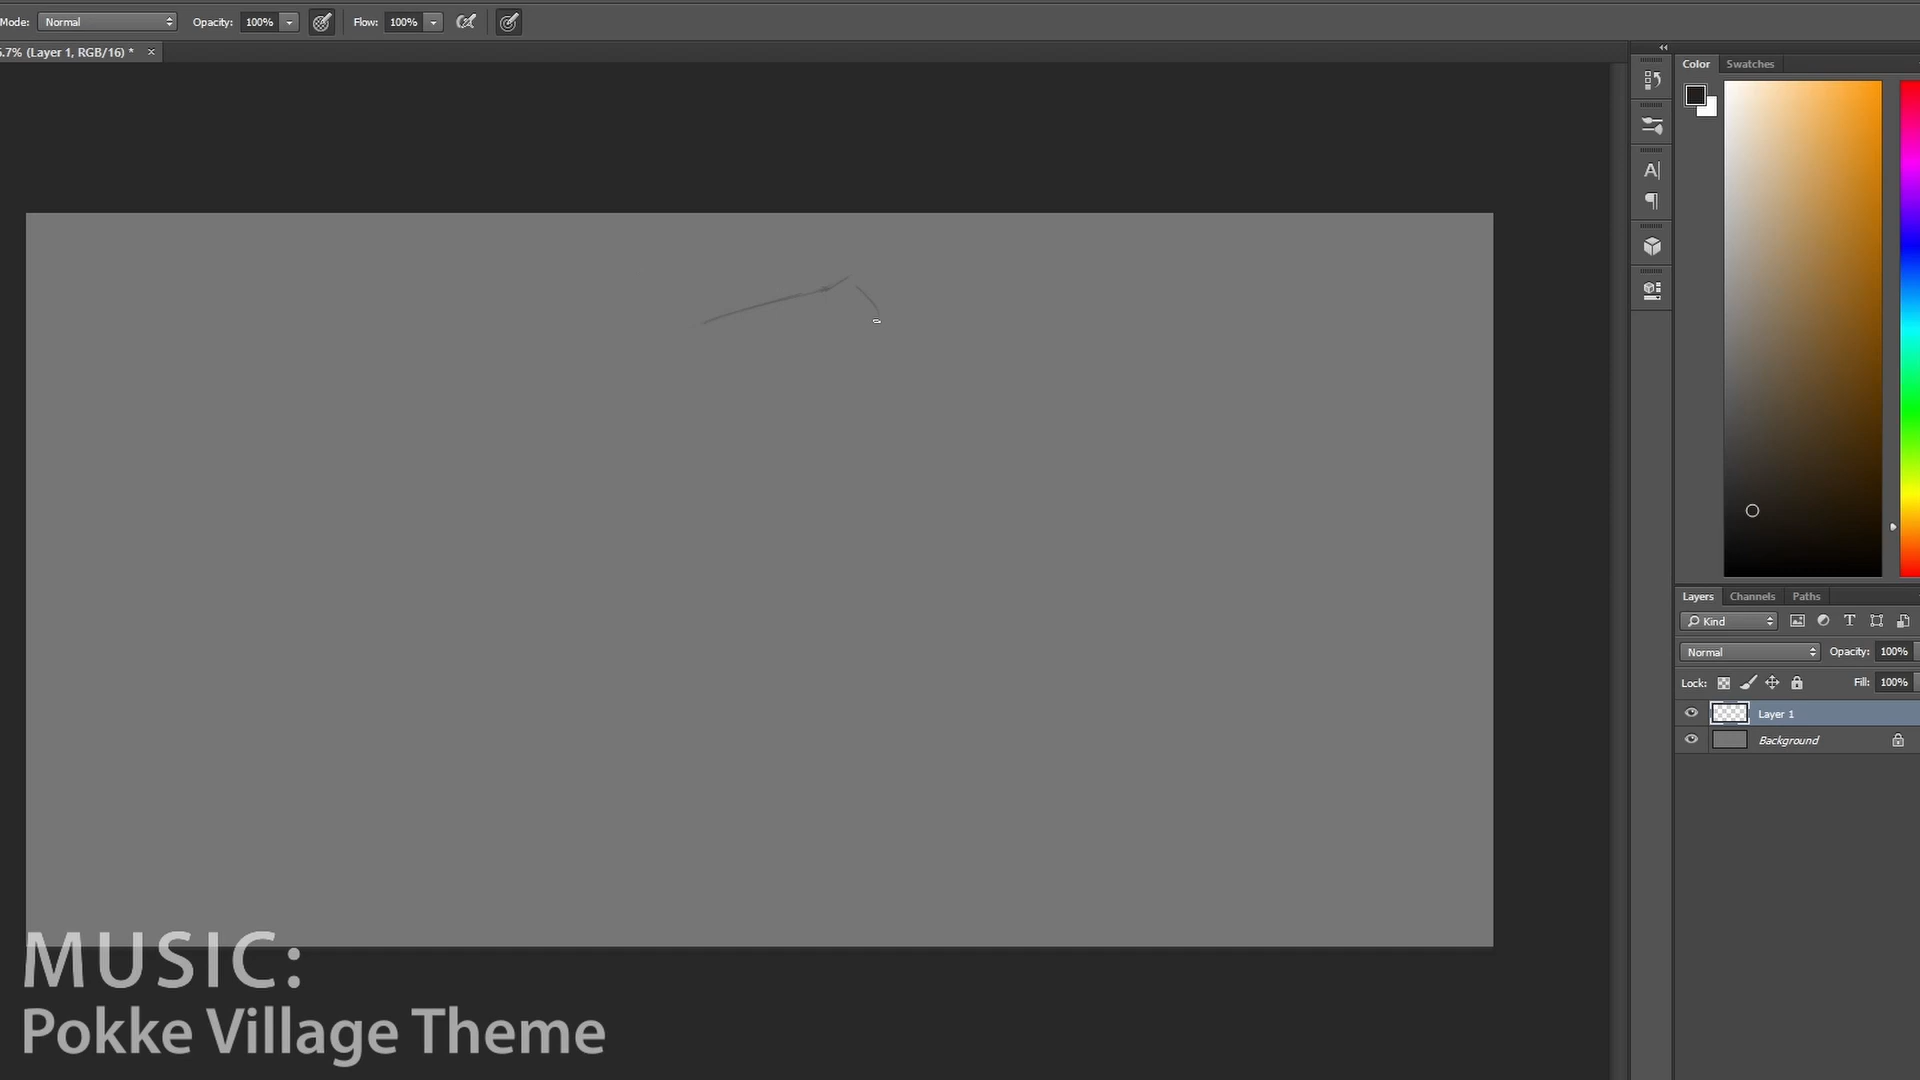 Mode: Normal Opacity: 100% Flow: 100%
5.7% (Layer 1, RGB/16) * ×
Color Swatches
Layers Channels Paths
Kind
Normal Opacity: 100%
Lock: Fill: 100%
Layer 1
Background
MUSIC:
Pokke Village Theme